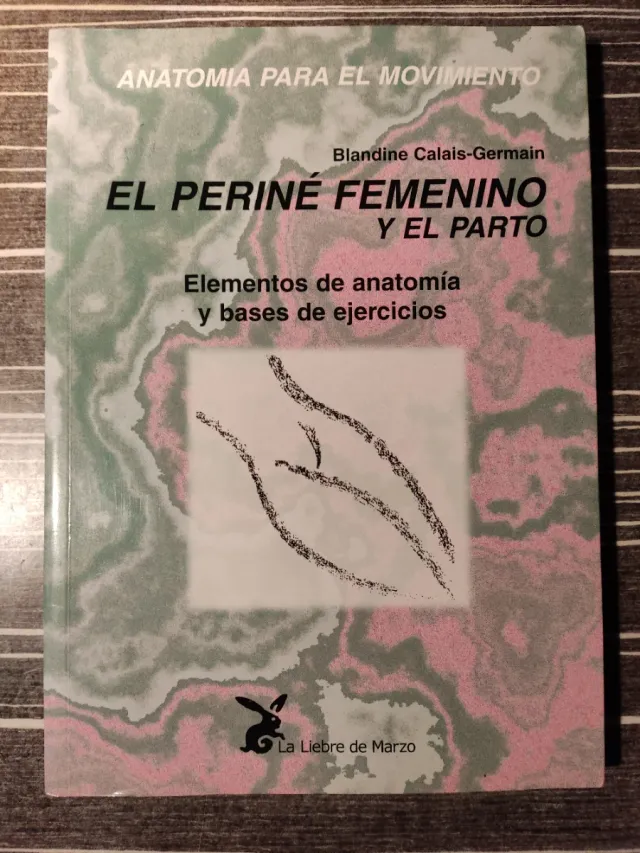 ANATOMIA PARA EL MOVIMIENTO
Blandine Calais-Germain
EL PERINÉ FEMENINO
Y EL PARTO
Elementos de anatomía
y bases de ejercicios
La Liebre de Marzo